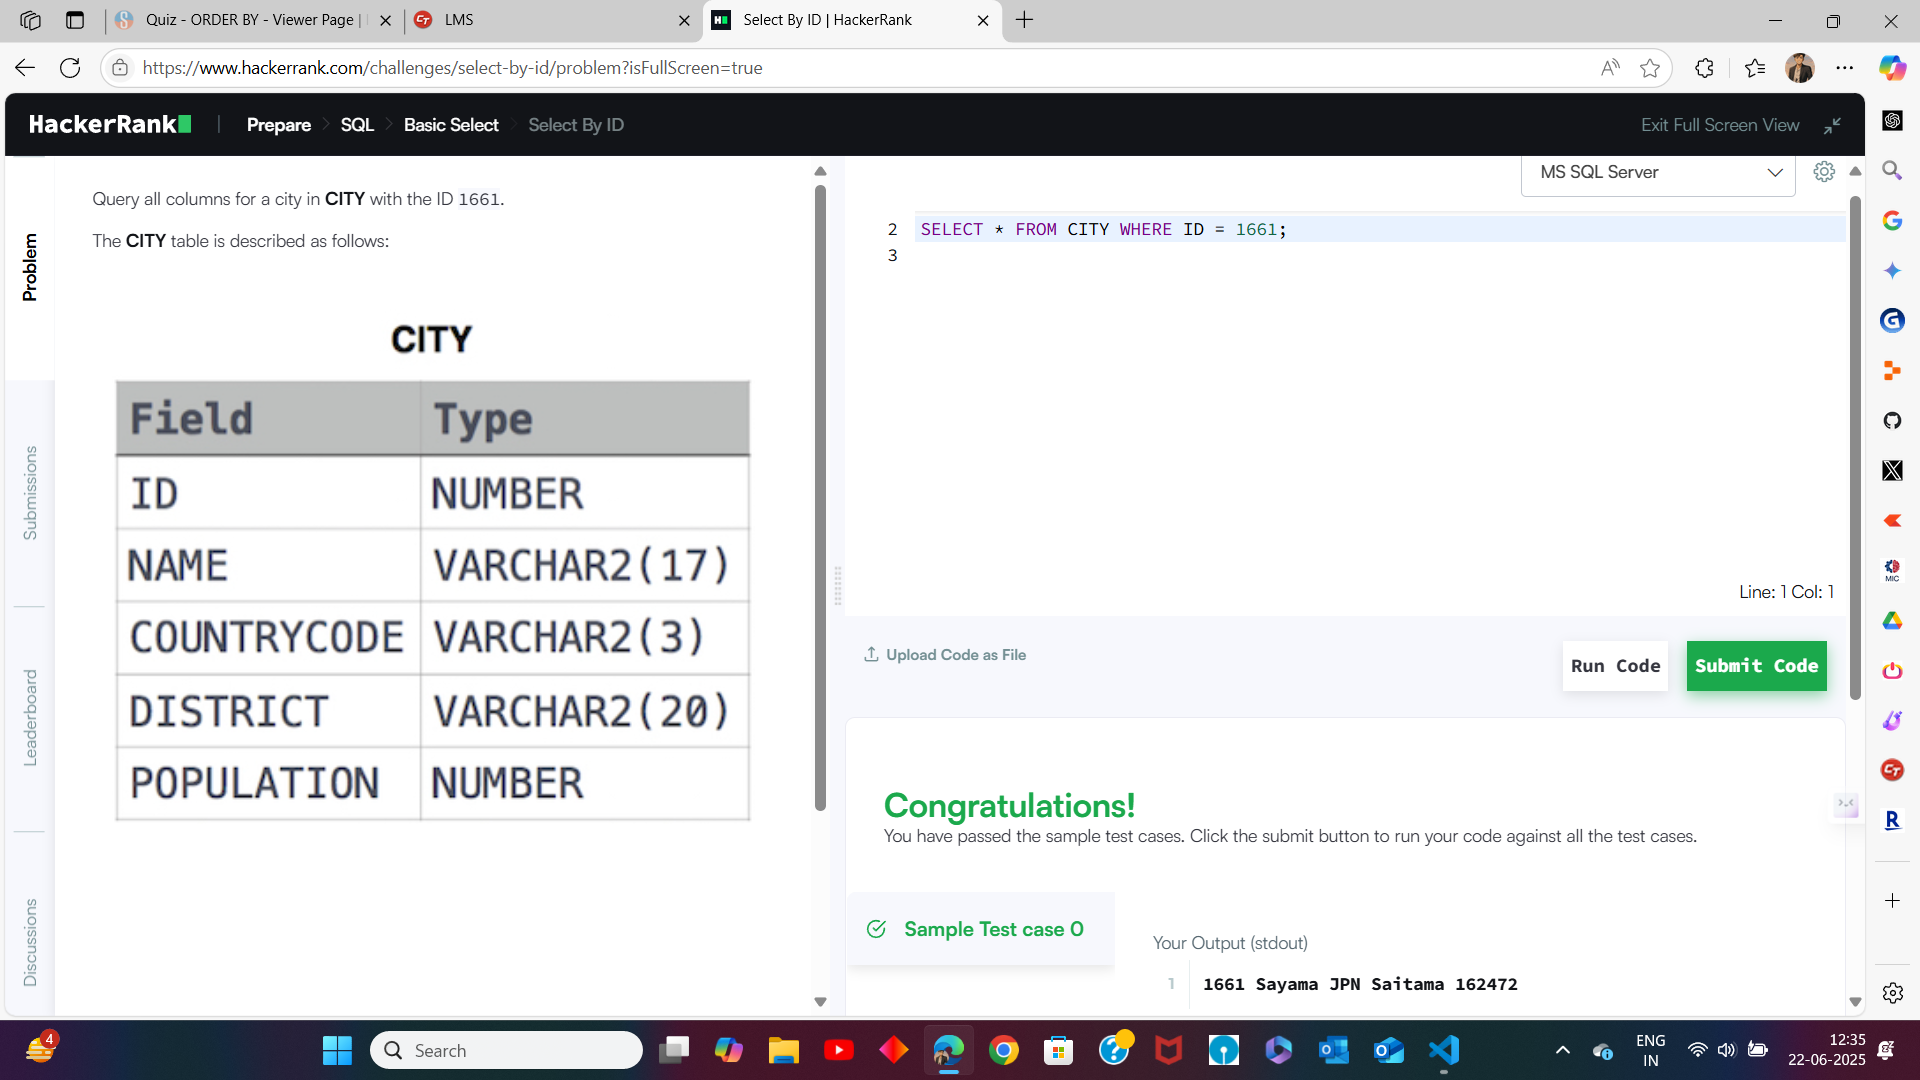 Quiz - ORDER BY - Viewer Page |
LMS
Select By ID | HackerRank
https://www.hackerrank.com/challenges/select-by-id/problem?isFullScreen=true
HackerRank
Prepare
SQL
Basic Select
Select By ID
Exit Full Screen View
Problem
Submissions
Leaderboard
Discussions
Query all columns for a city in CITY with the ID 1661.
The CITY table is described as follows:
CITY
Field Type
ID NUMBER
NAME VARCHAR2(17)
COUNTRYCODE VARCHAR2(3)
DISTRICT VARCHAR2(20)
POPULATION NUMBER
MS SQL Server
2 SELECT * FROM CITY WHERE ID = 1661;
3
Line: 1 Col: 1
Upload Code as File
Run Code
Submit Code
Congratulations!
You have passed the sample test cases. Click the submit button to run your code against all the test cases.
Sample Test case 0
Your Output (stdout)
1 1661 Sayama JPN Saitama 162472
MIC
CT
R
4
Search
ENG
IN
12:35
22-06-2025